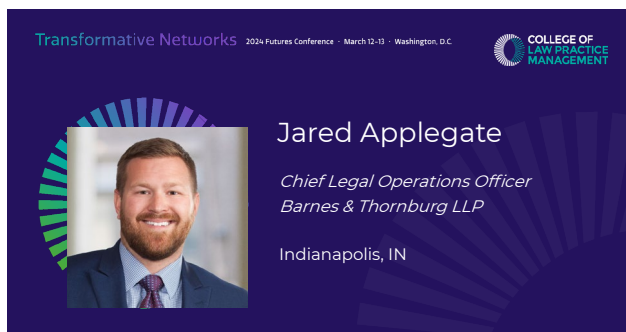 Transformative Networks 2024 Futures Conference · March 12-13 · Washington, D.C.
COLLEGE OF
LAW PRACTICE
MANAGEMENT
Jared Applegate
Chief Legal Operations Officer
Barnes & Thornburg LLP
Indianapolis, IN